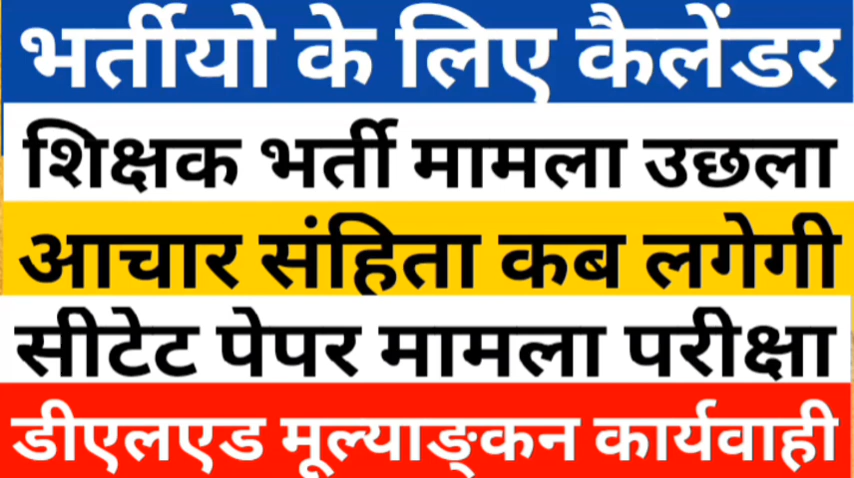 भर्तीयो के लिए कैलेंडर
शिक्षक भर्ती मामला उछला
आचार संहिता कब लगेगी
सीटेट पेपर मामला परीक्षा
डीएलएड मूल्याङ्कन कार्यवाही